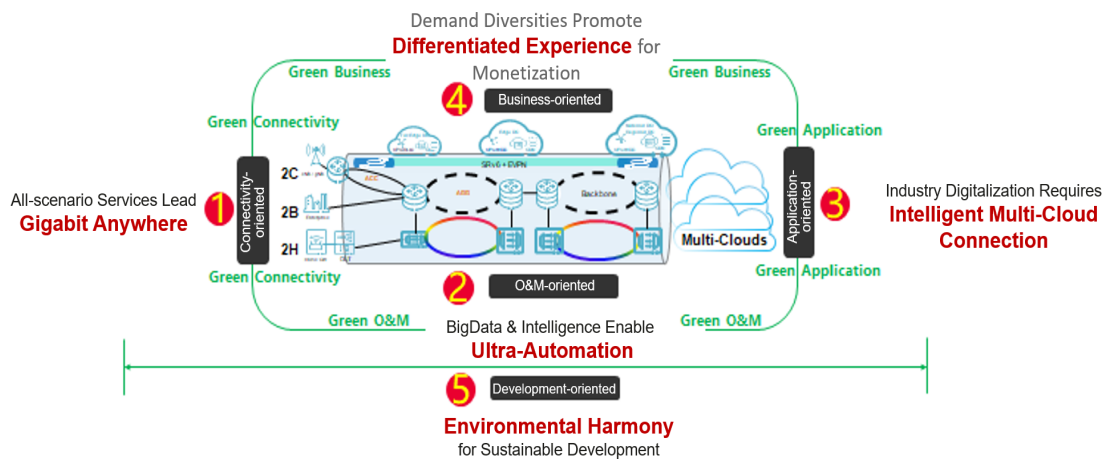 Demand Diversities Promote
Differentiated Experience for
Monetization
Green Business
Green Business
4
Business-oriented
Green Connectivity
Green Application
SRv6 + EVPN
2C
ACC
AGG
Backbone
2B
2H
Multi-Clouds
All-scenario Services Lead
Gigabit Anywhere
1
Connectivity-
oriented
Application-
oriented
3
Industry Digitalization Requires
Intelligent Multi-Cloud
Connection
Green Connectivity
Green Application
2
O&M-oriented
Green O&M
Green O&M
BigData & Intelligence Enable
Ultra-Automation
5
Development-oriented
Environmental Harmony
for Sustainable Development